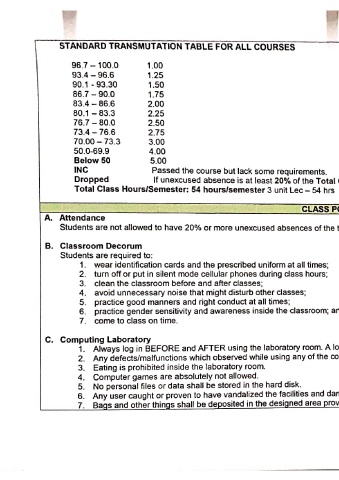 STANDARD TRANSMUTATION TABLE FOR ALL COURSES
96.7 – 100.0 1.00
93.4 – 96.6 1.25
90.1 - 93.30 1.50
86.7 – 90.0 1.75
83.4 – 86.6 2.00
80.1 – 83.3 2.25
76.7 – 80.0 2.50
73.4 – 76.6 2.75
70.00 – 73.3 3.00
50.0-69.9 4.00
Below 50 5.00
INC Passed the course but lack some requirements.
Dropped If unexcused absence is at least 20% of the Total
Total Class Hours/Semester: 54 hours/semester 3 unit Lec – 54 hrs
CLASS PO
A. Attendance
Students are not allowed to have 20% or more unexcused absences of the t
B. Classroom Decorum
Students are required to:
1. wear identification cards and the prescribed uniform at all times;
2. turn off or put in silent mode cellular phones during class hours;
3. clean the classroom before and after classes;
4. avoid unnecessary noise that might disturb other classes;
5. practice good manners and right conduct at all times;
6. practice gender sensitivity and awareness inside the classroom; an
7. come to class on time.
C. Computing Laboratory
1. Always log in BEFORE and AFTER using the laboratory room. A lo
2. Any defects/malfunctions which observed while using any of the co
3. Eating is prohibited inside the laboratory room.
4. Computer games are absolutely not allowed.
5. No personal files or data shall be stored in the hard disk.
6. Any user caught or proven to have vandalized the facilities and dam
7. Bags and other things shall be deposited in the designed area prov